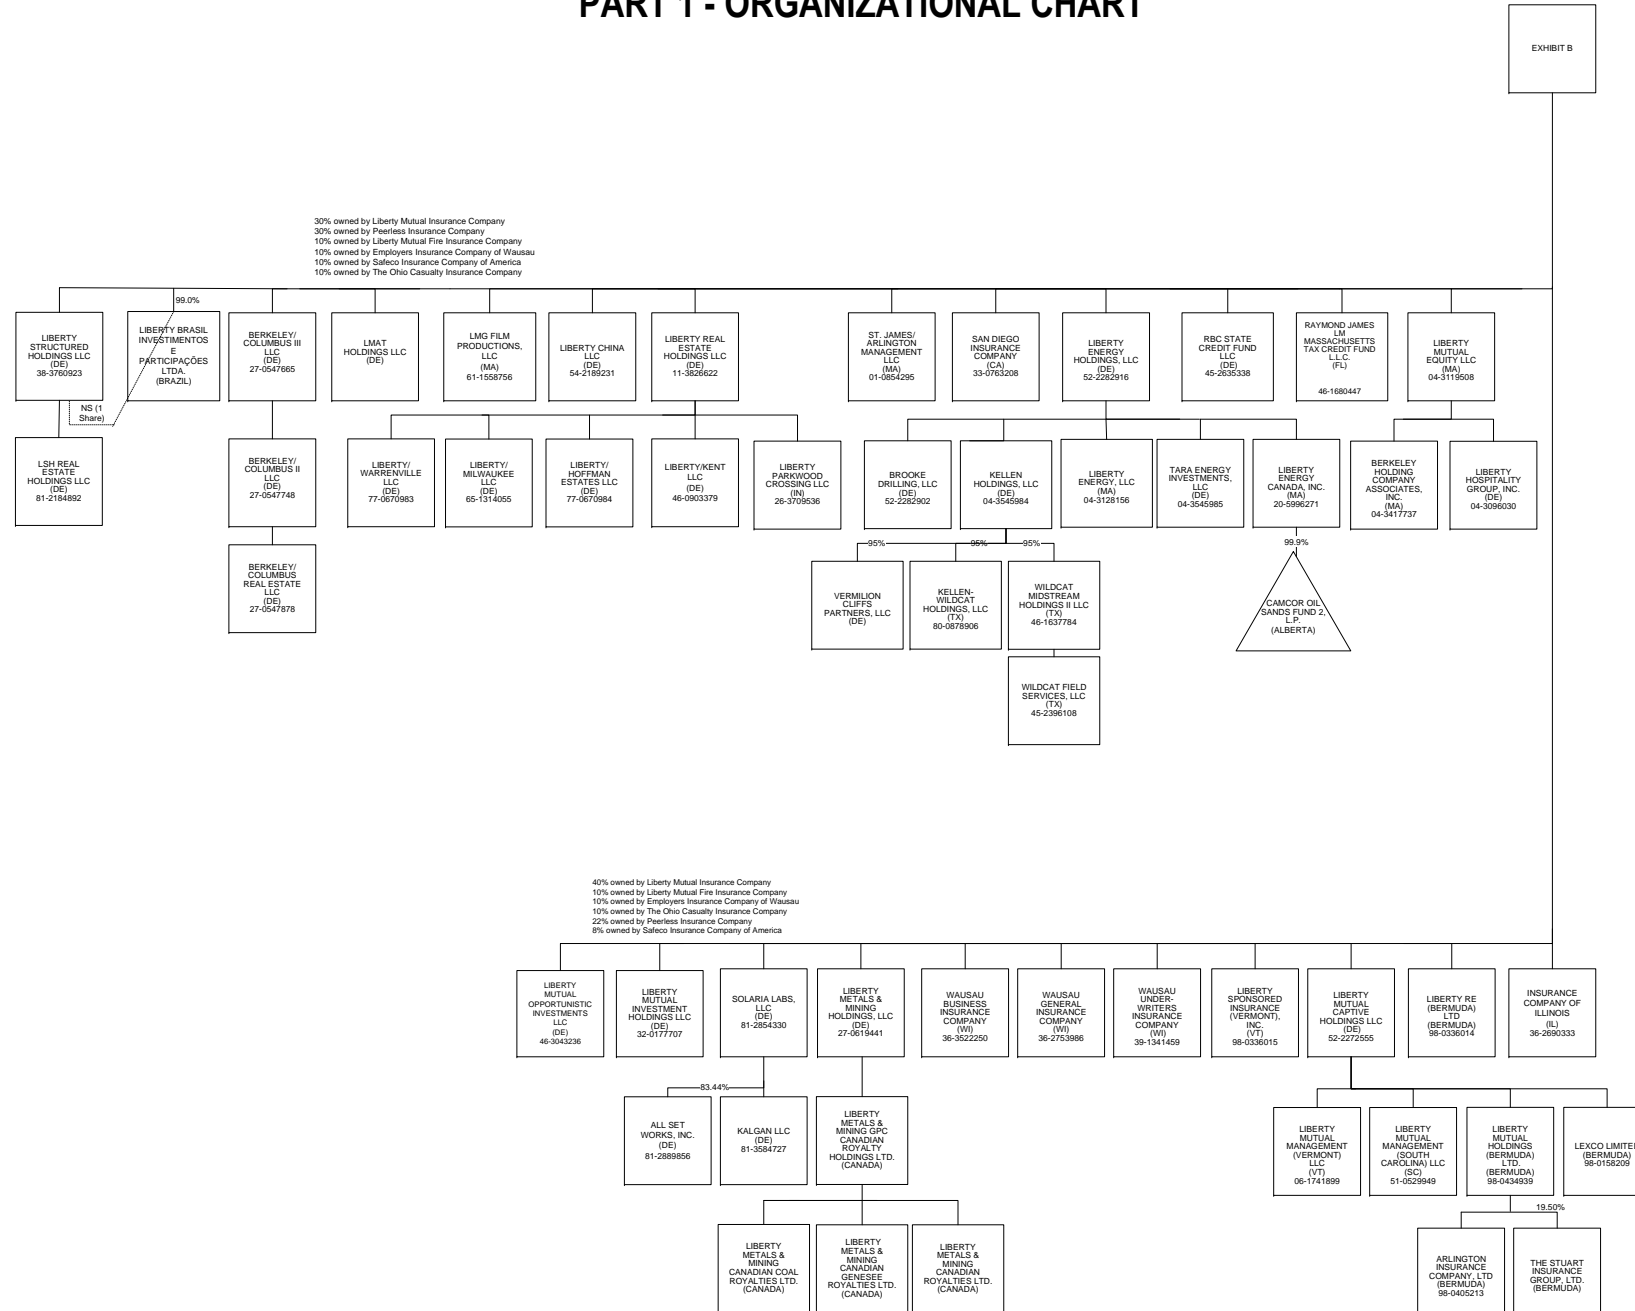 PART 1 - ORGANIZATIONAL CHART
EXHIBIT B
30% owned by Liberty Mutual Insurance Company
30% owned by Peerless Insurance Company
10% owned by Liberty Mutual Fire Insurance Company
10% owned by Employers Insurance Company of Wausau
10% owned by Safeco Insurance Company of America
10% owned by The Ohio Casualty Insurance Company
99.0%
LIBERTY
STRUCTURED
HOLDINGS LLC
(DE)
38-3760923
LIBERTY BRASIL
INVESTIMENTOS
E
PARTICIPAÇÕES
LTDA.
(BRAZIL)
BERKELEY/
COLUMBUS III
LLC
(DE)
27-0547665
LMAT
HOLDINGS LLC
(DE)
LMG FILM
PRODUCTIONS,
LLC
(MA)
61-1558756
LIBERTY CHINA
LLC
(DE)
54-2189231
LIBERTY REAL
ESTATE
HOLDINGS LLC
(DE)
11-3826622
ST. JAMES/
ARLINGTON
MANAGEMENT
LLC
(MA)
01-0854295
SAN DIEGO
INSURANCE
COMPANY
(CA)
33-0763208
LIBERTY
ENERGY
HOLDINGS, LLC
(DE)
52-2282916
RBC STATE
CREDIT FUND
LLC
(DE)
45-2635338
RAYMOND JAMES
LM
MASSACHUSETTS
TAX CREDIT FUND
L.L.C.
(FL)
46-1680447
LIBERTY
MUTUAL
EQUITY LLC
(MA)
04-3119508
NS (1
Share)
LSH REAL
ESTATE
HOLDINGS LLC
(DE)
81-2184892
BERKELEY/
COLUMBUS II
LLC
(DE)
27-0547748
LIBERTY/
WARRENVILLE
LLC
(DE)
77-0670983
LIBERTY/
MILWAUKEE
LLC
(DE)
65-1314055
LIBERTY/
HOFFMAN
ESTATES LLC
(DE)
77-0670984
LIBERTY/KENT
LLC
(DE)
46-0903379
LIBERTY
PARKWOOD
CROSSING LLC
(IN)
26-3709536
BROOKE
DRILLING, LLC
(DE)
52-2282902
KELLEN
HOLDINGS, LLC
(DE)
04-3545984
LIBERTY
ENERGY, LLC
(MA)
04-3128156
TARA ENERGY
INVESTMENTS,
LLC
(DE)
04-3545985
LIBERTY
ENERGY
CANADA, INC.
(MA)
20-5996271
BERKELEY
HOLDING
COMPANY
ASSOCIATES,
INC.
(MA)
04-3417737
LIBERTY
HOSPITALITY
GROUP, INC.
(DE)
04-3096030
95%
95%
95%
99.9%
BERKELEY/
COLUMBUS
REAL ESTATE
LLC
(DE)
27-0547878
VERMILION
CLIFFS
PARTNERS, LLC
(DE)
KELLEN-
WILDCAT
HOLDINGS, LLC
(TX)
80-0878906
WILDCAT
MIDSTREAM
HOLDINGS II LLC
(TX)
46-1637784
CAMCOR OIL
SANDS FUND 2,
L.P.
(ALBERTA)
WILDCAT FIELD
SERVICES, LLC
(TX)
45-2396108
40% owned by Liberty Mutual Insurance Company
10% owned by Liberty Mutual Fire Insurance Company
10% owned by Employers Insurance Company of Wausau
10% owned by The Ohio Casualty Insurance Company
22% owned by Peerless Insurance Company
8% owned by Safeco Insurance Company of America
LIBERTY
MUTUAL
OPPORTUNISTIC
INVESTMENTS
LLC
(DE)
46-3043236
LIBERTY
MUTUAL
INVESTMENT
HOLDINGS LLC
(DE)
32-0177707
SOLARIA LABS,
LLC
(DE)
81-2854330
LIBERTY
METALS &
MINING
HOLDINGS, LLC
(DE)
27-0619441
WAUSAU
BUSINESS
INSURANCE
COMPANY
(WI)
36-3522250
WAUSAU
GENERAL
INSURANCE
COMPANY
(WI)
36-2753986
WAUSAU
UNDER-
WRITERS
INSURANCE
COMPANY
(WI)
39-1341459
LIBERTY
SPONSORED
INSURANCE
(VERMONT),
INC.
(VT)
98-0336015
LIBERTY
MUTUAL
CAPTIVE
HOLDINGS LLC
(DE)
52-2272555
LIBERTY RE
(BERMUDA)
LTD
(BERMUDA)
98-0336014
INSURANCE
COMPANY OF
ILLINOIS
(IL)
36-2690333
83.44%
ALL SET
WORKS, INC.
(DE)
81-2889856
KALGAN LLC
(DE)
81-3584727
LIBERTY
METALS &
MINING GPC
CANADIAN
ROYALTY
HOLDINGS LTD.
(CANADA)
LIBERTY
MUTUAL
MANAGEMENT
(VERMONT)
LLC
(VT)
06-1741899
LIBERTY
MUTUAL
MANAGEMENT
(SOUTH
CAROLINA) LLC
(SC)
51-0529949
LIBERTY
MUTUAL
HOLDINGS
(BERMUDA)
LTD.
(BERMUDA)
98-0434939
LEXCO LIMITE
(BERMUDA)
98-0158209
19.50%
LIBERTY
METALS &
MINING
CANADIAN COAL
ROYALTIES LTD.
(CANADA)
LIBERTY
METALS &
MINING
CANADIAN
GENESEE
ROYALTIES LTD.
(CANADA)
LIBERTY
METALS &
MINING
CANADIAN
ROYALTIES LTD.
(CANADA)
ARLINGTON
INSURANCE
COMPANY, LTD
(BERMUDA)
98-0405213
THE STUART
INSURANCE
GROUP, LTD.
(BERMUDA)